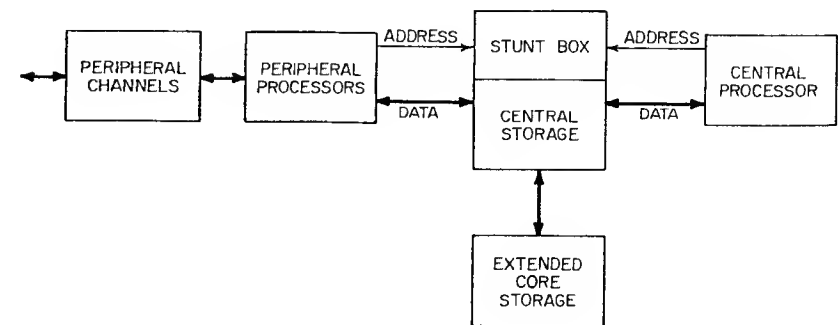 ADDRESS
STUNT BOX
ADDRESS
PERIPHERAL
CHANNELS
PERIPHERAL
PROCESSORS
CENTRAL
PROCESSOR
DATA
CENTRAL
STORAGE
DATA
EXTENDED
CORE
STORAGE